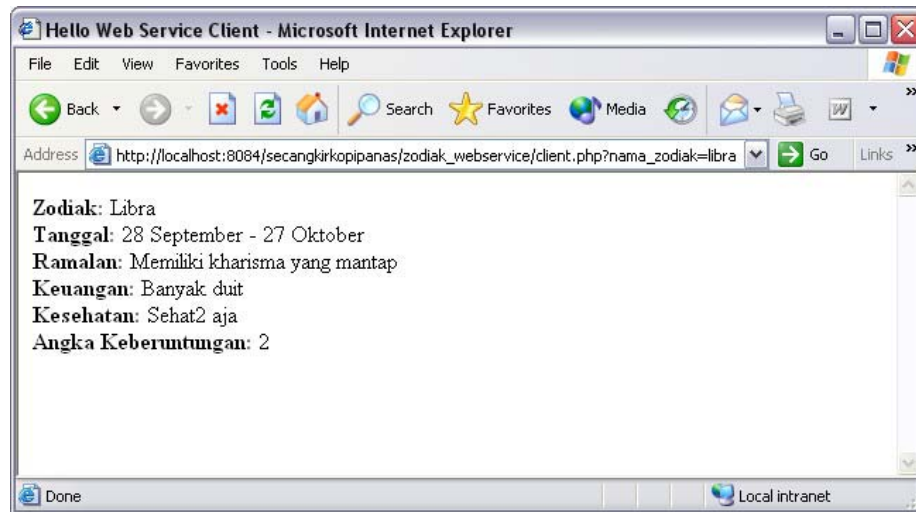 Hello Web Service Client - Microsoft Internet Explorer
File Edit View Favorites Tools Help
Back Search Favorites Media W »
Address http://localhost:8084/secangkirkopipanas/zodiak_webservice/client.php?nama_zodiak=libra Go Links »
Zodiak: Libra
Tanggal: 28 September - 27 Oktober
Ramalan: Memiliki kharisma yang mantap
Keuangan: Banyak duit
Kesehatan: Sehat2 aja
Angka Keberuntungan: 2
Done Local intranet